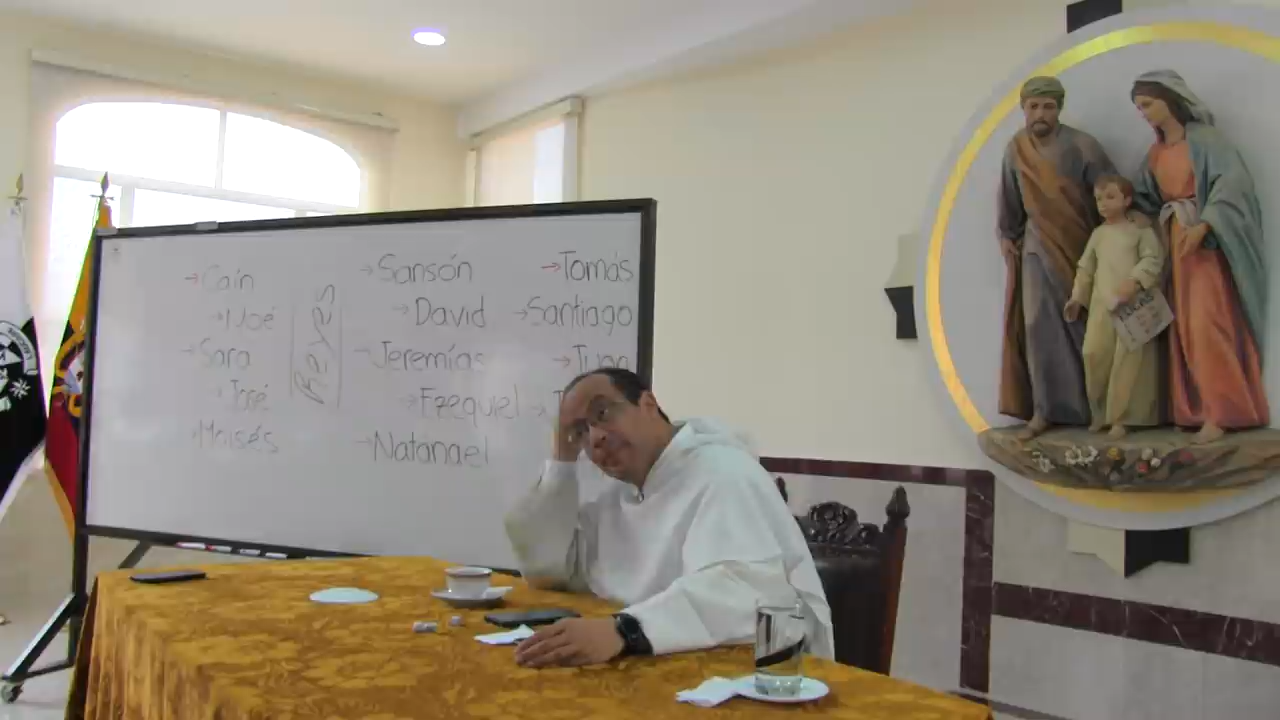 →Caín
→Noé
→Sara
→José
→Moisés
Reyes
→Sansón
→David
→Jeremías
→Ezequiel
→Natanael
→Tomás
→Santiago
→Juan